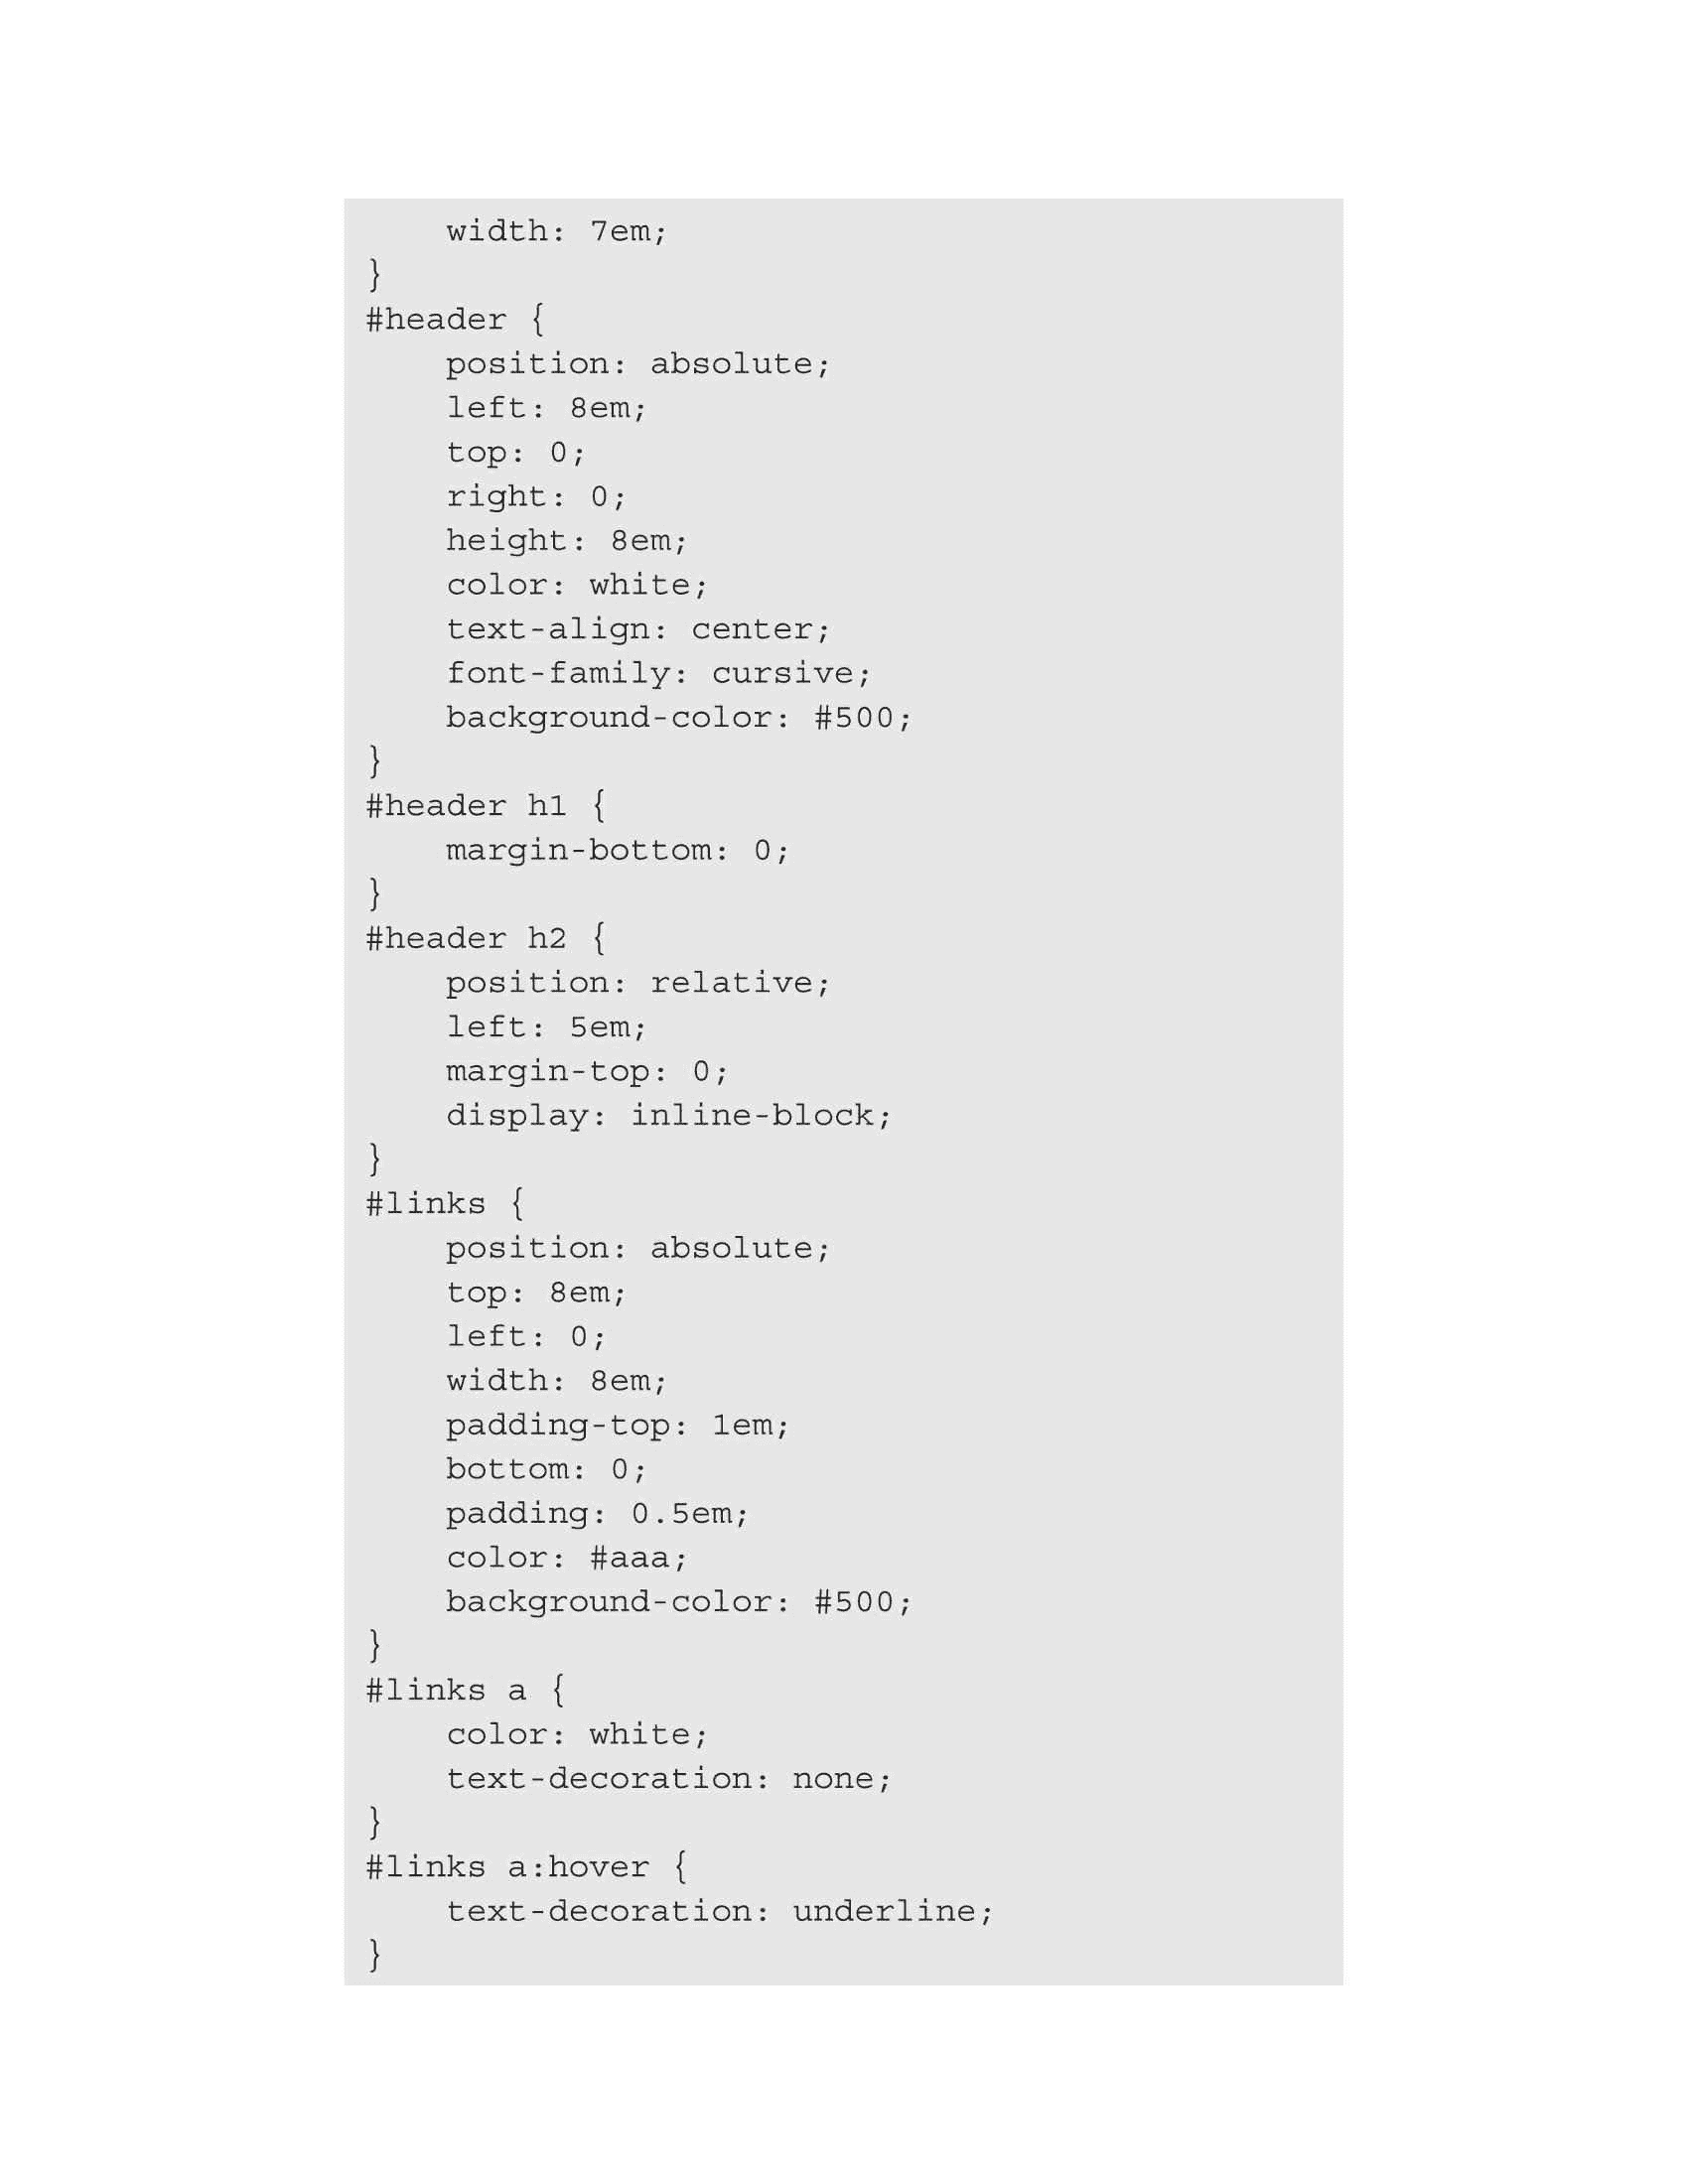 width: 7em;
}
#header {
    position: absolute;
    left: 8em;
    top: 0;
    right: 0;
    height: 8em;
    color: white;
    text-align: center;
    font-family: cursive;
    background-color: #500;
}
#header h1 {
    margin-bottom: 0;
}
#header h2 {
    position: relative;
    left: 5em;
    margin-top: 0;
    display: inline-block;
}
#links {
    position: absolute;
    top: 8em;
    left: 0;
    width: 8em;
    padding-top: 1em;
    bottom: 0;
    padding: 0.5em;
    color: #aaa;
    background-color: #500;
}
#links a {
    color: white;
    text-decoration: none;
}
#links a:hover {
    text-decoration: underline;
}